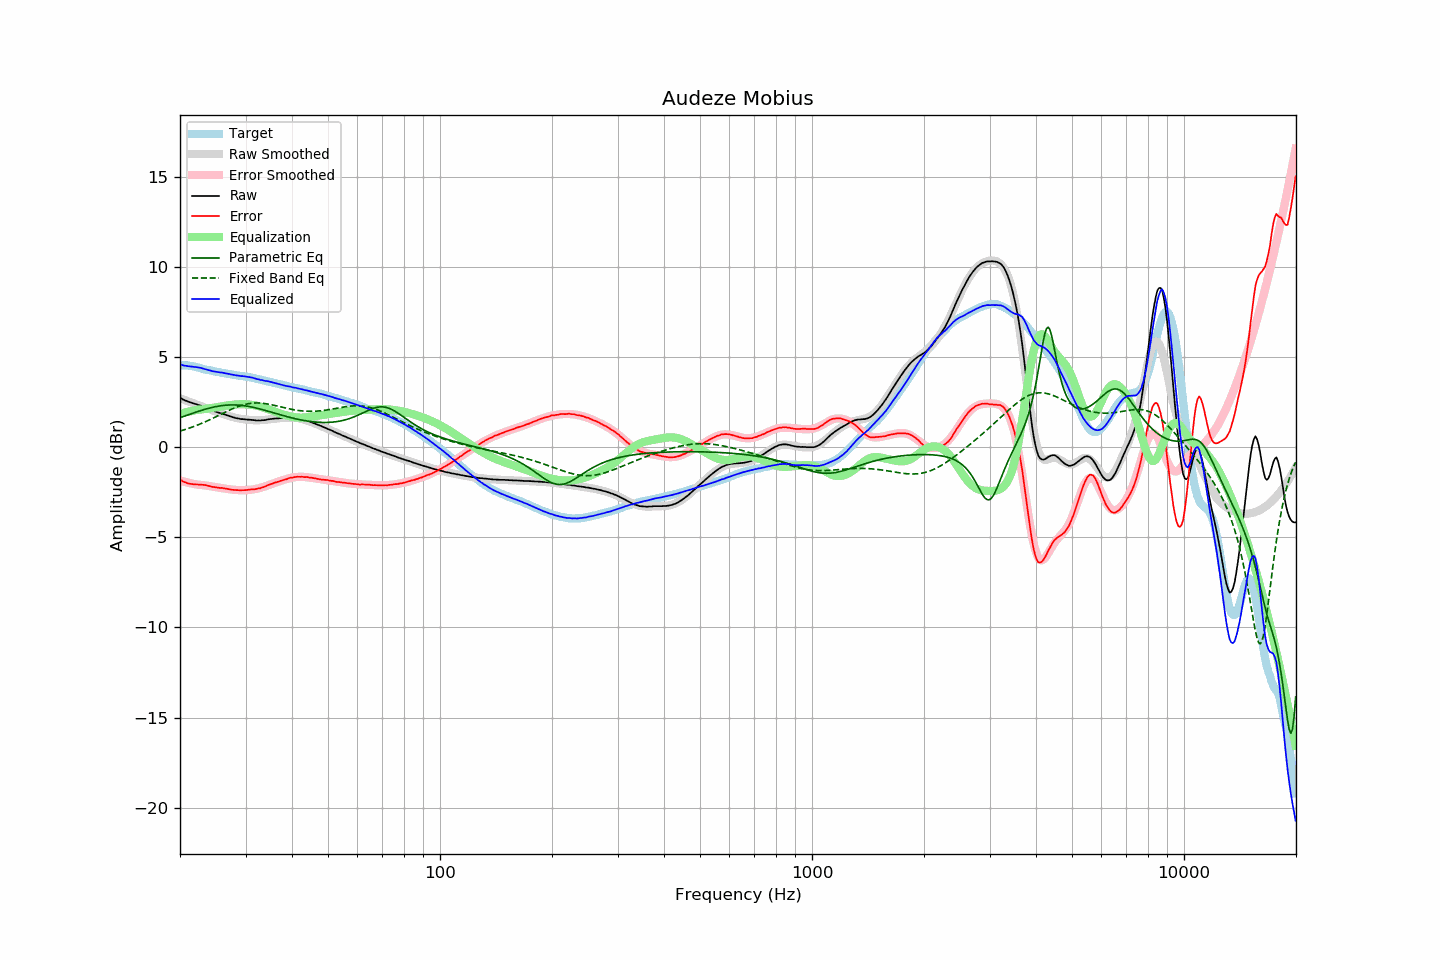 Audeze Mobius
Target
Raw Smoothed
Error Smoothed
Raw
Error
Equalization
Parametric Eq
Fixed Band Eq
Equalized
15
10
5
0
−5
−10
−15
−20
Amplitude (dBr)
100 1000 10000
Frequency (Hz)